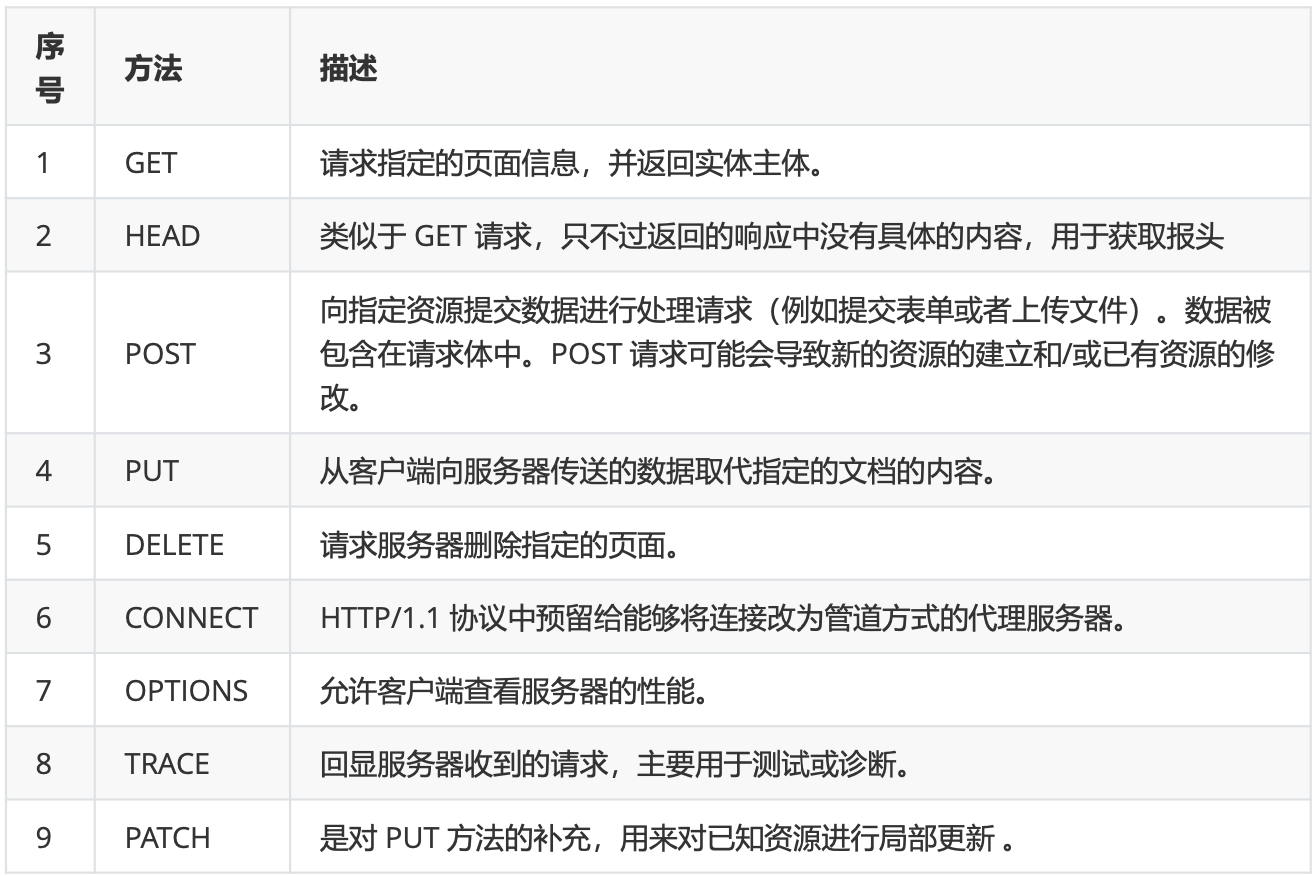 序号 方法 描述
1 GET 请求指定的页面信息，并返回实体主体。
2 HEAD 类似于 GET 请求，只不过返回的响应中没有具体的内容，用于获取报头
3 POST 向指定资源提交数据进行处理请求（例如提交表单或者上传文件）。数据被
包含在请求体中。POST 请求可能会导致新的资源的建立和/或已有资源的修
改。
4 PUT 从客户端向服务器传送的数据取代指定的文档的内容。
5 DELETE 请求服务器删除指定的页面。
6 CONNECT HTTP/1.1 协议中预留给能够将连接改为管道方式的代理服务器。
7 OPTIONS 允许客户端查看服务器的性能。
8 TRACE 回显服务器收到的请求，主要用于测试或诊断。
9 PATCH 是对 PUT 方法的补充，用来对已知资源进行局部更新 。